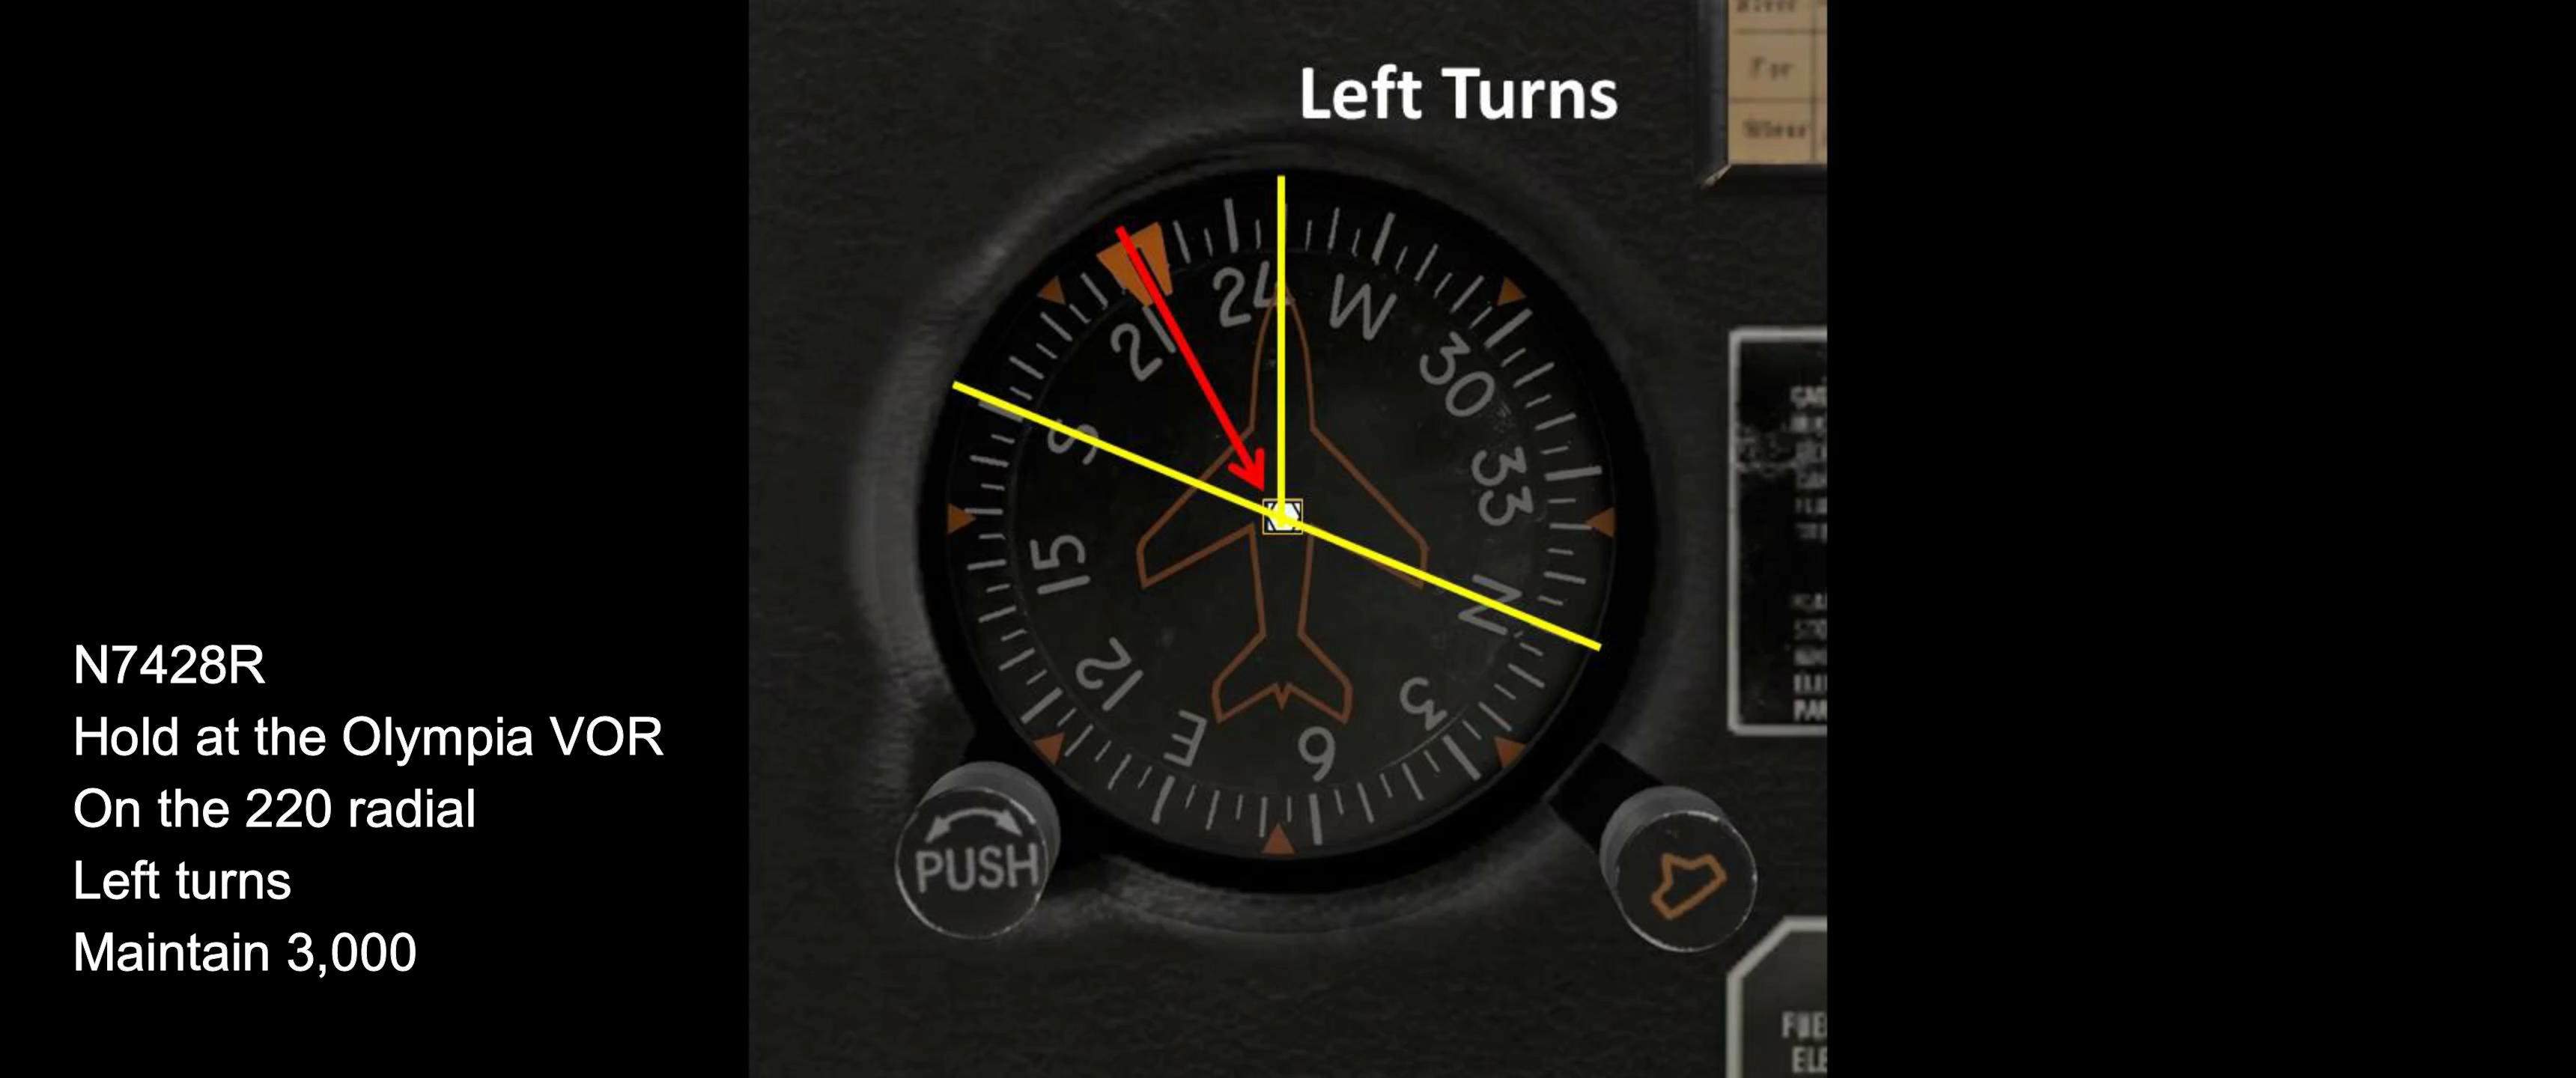 Left Turns
For
24
W
21
30
S
33
15
N
12
3
E
6
PUSH
N7428R
Hold at the Olympia VOR
On the 220 radial
Left turns
Maintain 3,000